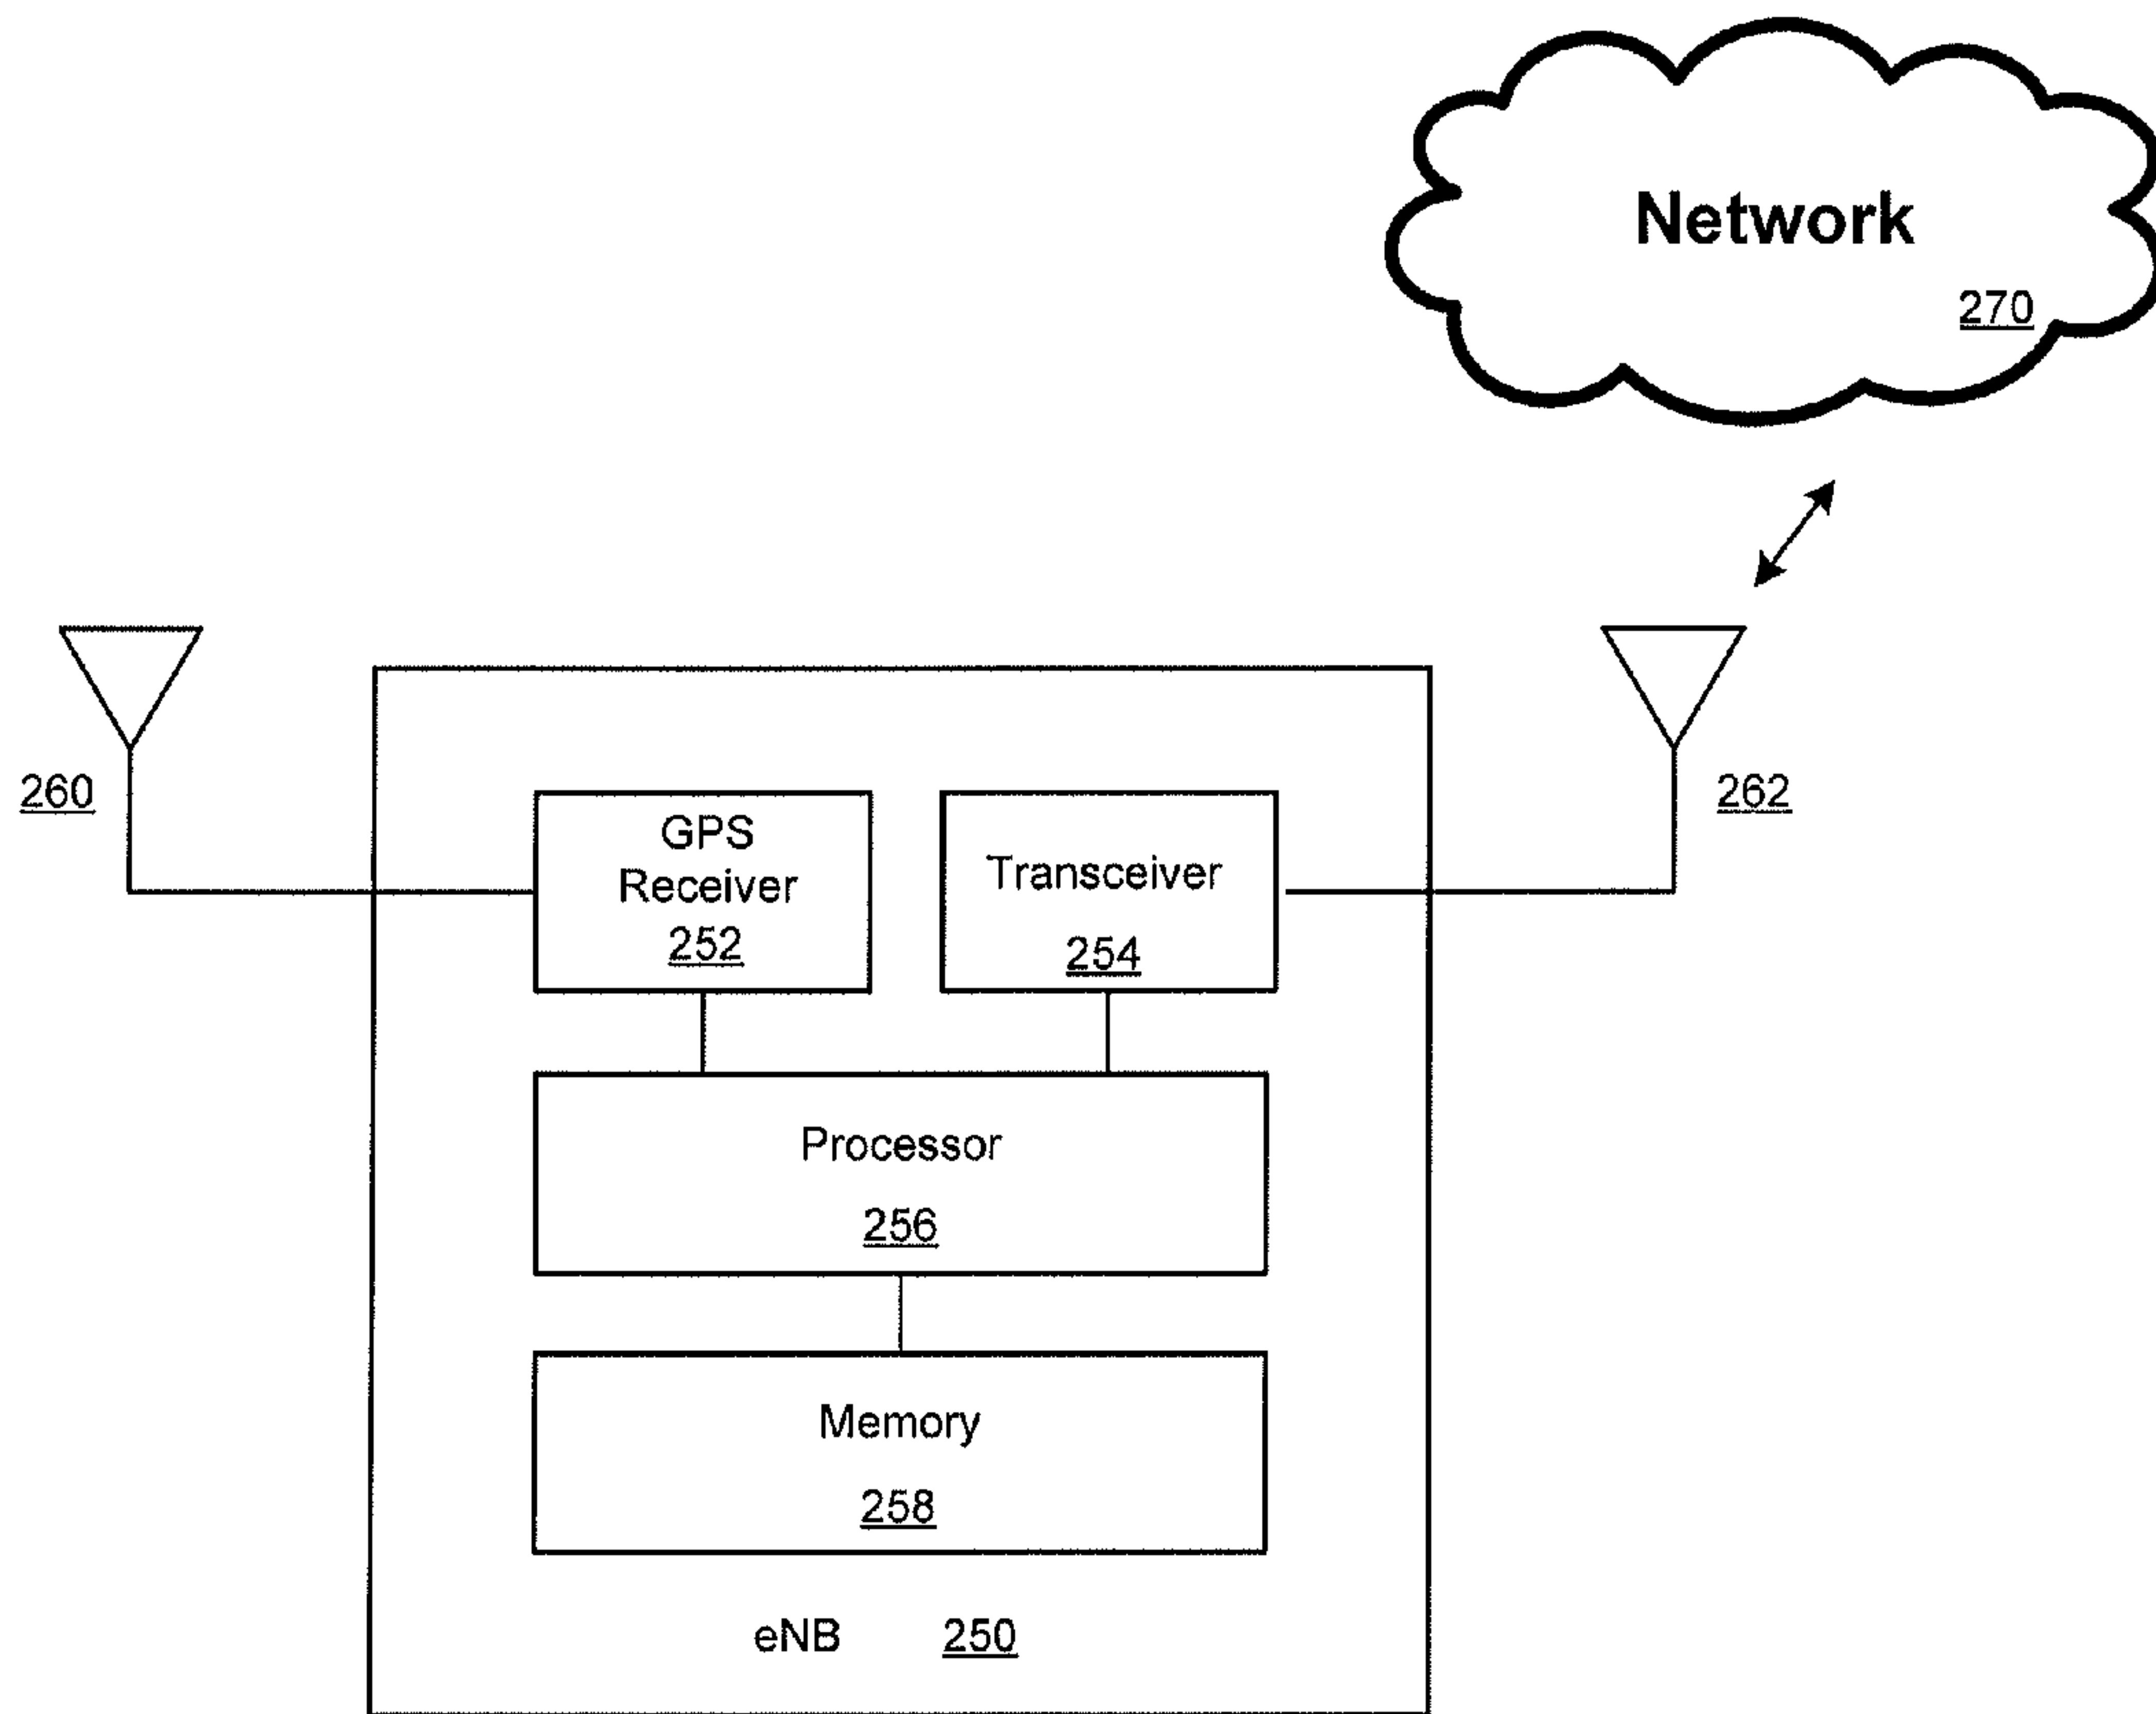 Network
270
260
262
GPS
Receiver
252
Transceiver
254
Processor
256
Memory
258
eNB 250